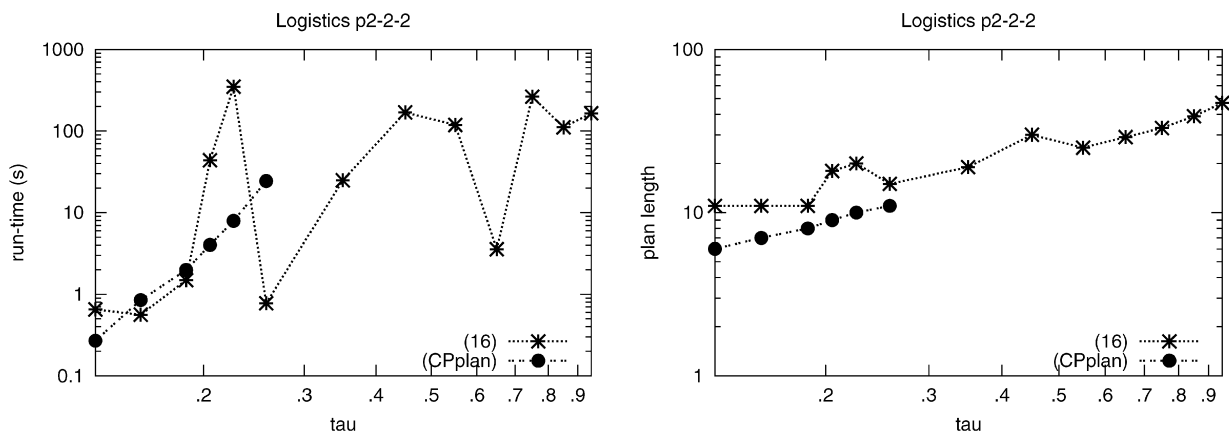 Logistics p2-2-2
run-time (s)
1000
100
10
1
0.1
(16)
(CPplan)
.2 .3 .4 .5 .6 .7 .8 .9
tau
Logistics p2-2-2
plan length
100
10
1
(16)
(CPplan)
.2 .3 .4 .5 .6 .7 .8 .9
tau